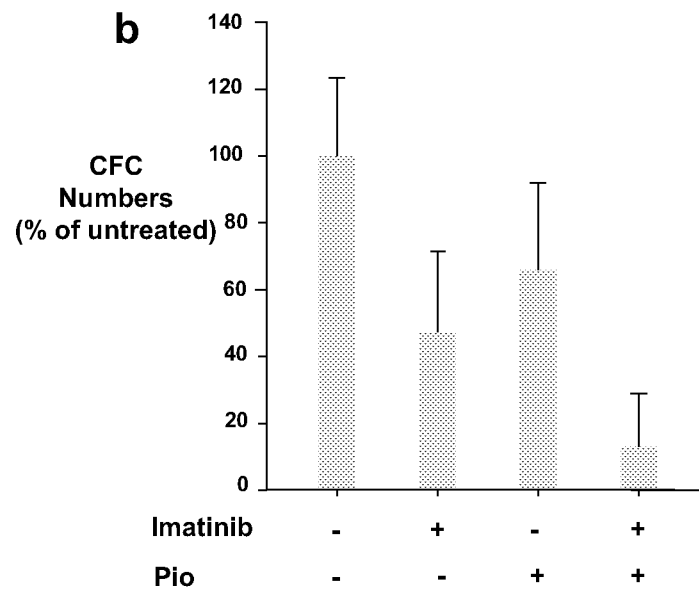 b
140
120
100
80
60
40
20
0
CFC
Numbers
(% of untreated)
Imatinib - + - +
Pio - - + +